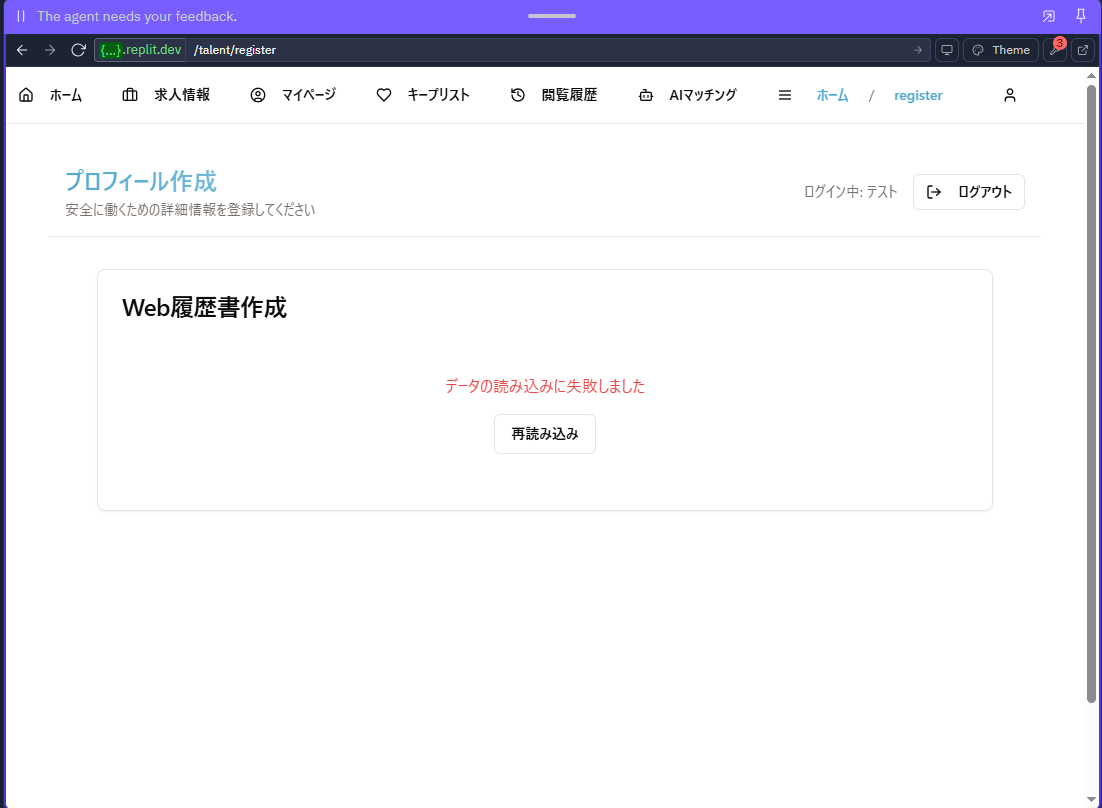 The agent needs your feedback.
{...}.replit.dev /talent/register Theme 3
ホーム 求人情報 マイページ キープリスト 閲覧履歴 AIマッチング ホーム / register
プロフィール作成
安全に働くための詳細情報を登録してください
ログイン中: テスト ログアウト
Web履歴書作成
データの読み込みに失敗しました
再読み込み